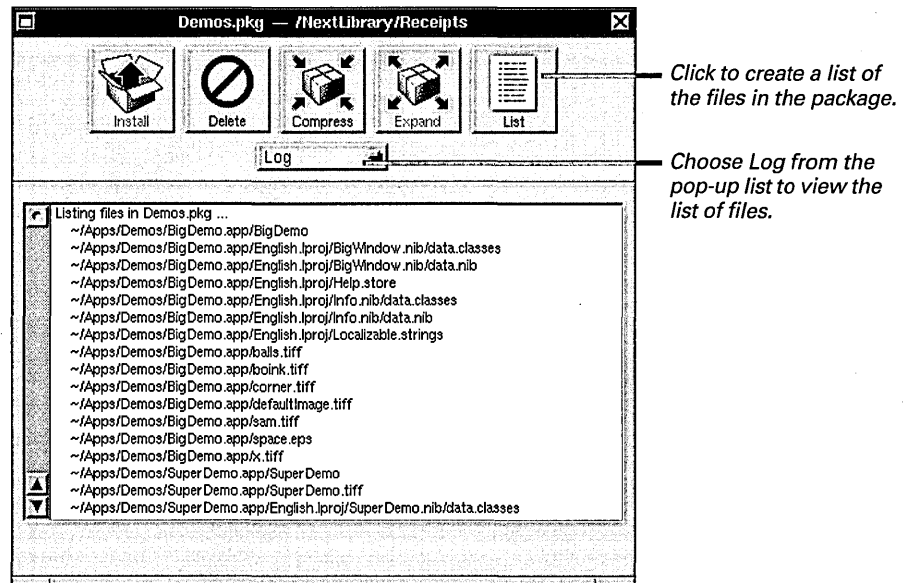 Demos.pkg — /NextLibrary/Receipts
Install
Delete
Compress
Expand
List
Click to create a list of
the files in the package.
Log
Choose Log from the
pop-up list to view the
list of files.
Listing files in Demos.pkg ...
~/Apps/Demos/BigDemo.app/BigDemo
~/Apps/Demos/BigDemo.app/English.lproj/BigWindow.nib/data.classes
~/Apps/Demos/BigDemo.app/English.lproj/BigWindow.nib/data.nib
~/Apps/Demos/BigDemo.app/English.lproj/Help.store
~/Apps/Demos/BigDemo.app/English.lproj/Info.nib/data.classes
~/Apps/Demos/BigDemo.app/English.lproj/Info.nib/data.nib
~/Apps/Demos/BigDemo.app/English.lproj/Localizable.strings
~/Apps/Demos/BigDemo.app/balls.tiff
~/Apps/Demos/BigDemo.app/boink.tiff
~/Apps/Demos/BigDemo.app/corner.tiff
~/Apps/Demos/BigDemo.app/defaultImage.tiff
~/Apps/Demos/BigDemo.app/sam.tiff
~/Apps/Demos/BigDemo.app/space.eps
~/Apps/Demos/BigDemo.app/x.tiff
~/Apps/Demos/SuperDemo.app/SuperDemo
~/Apps/Demos/SuperDemo.app/SuperDemo.tiff
~/Apps/Demos/SuperDemo.app/English.lproj/SuperDemo.nib/data.classes